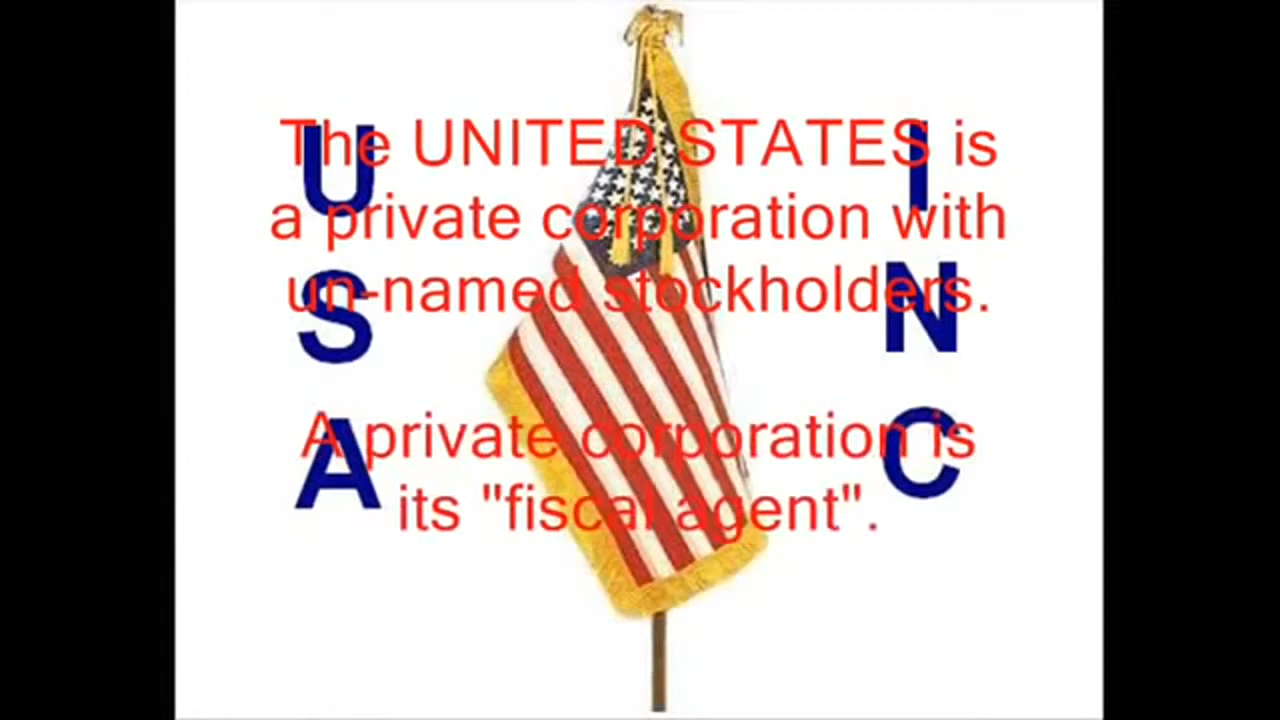 The UNITED STATES is
a private corporation with
un-named stockholders.
A private corporation is
its "fiscal agent".
U
S
A
I
N
C